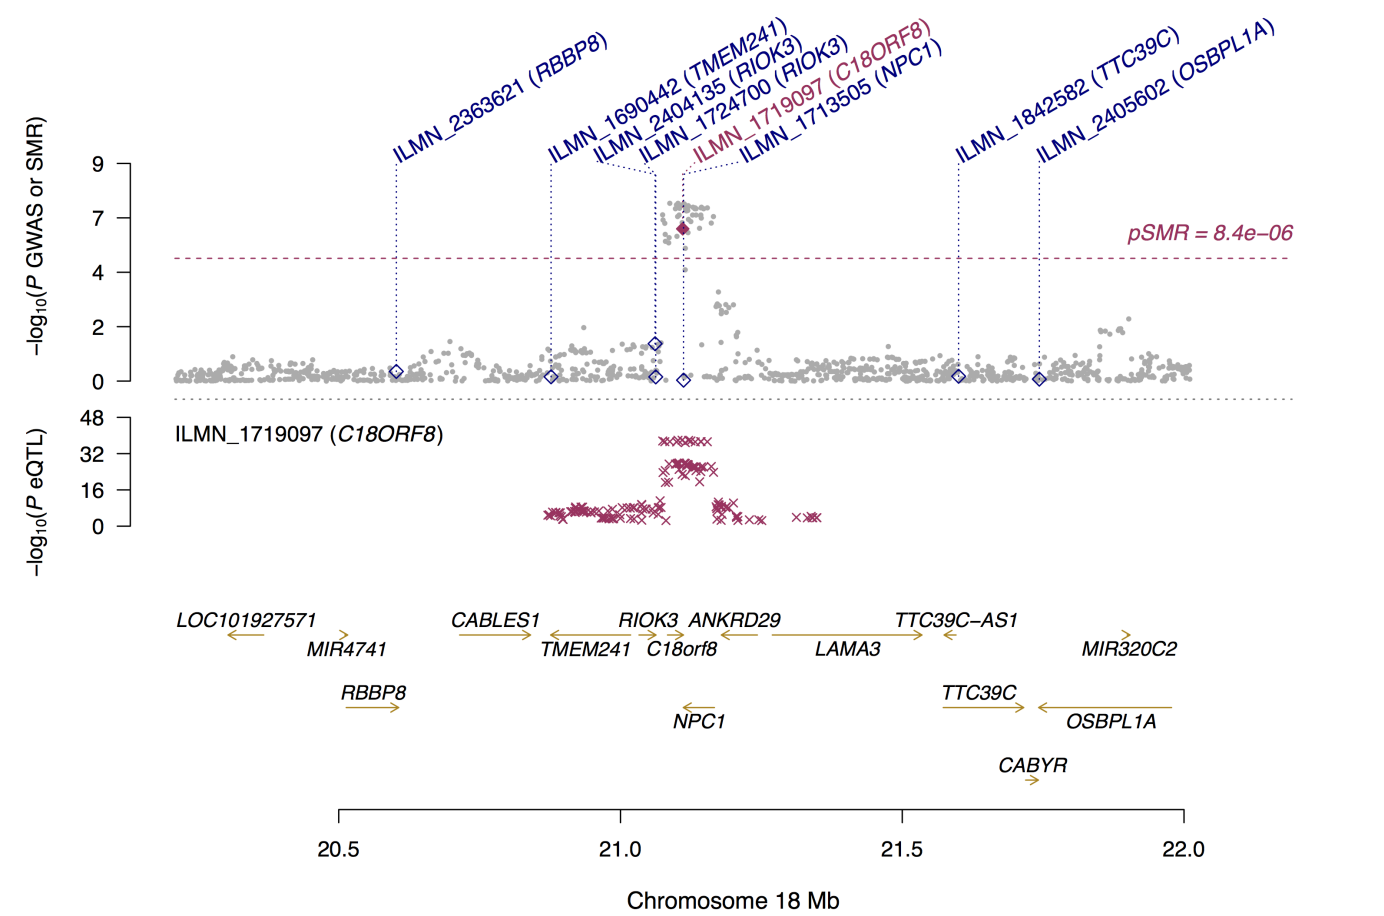 ILMN_2363621 (RBBP8)
ILMN_1690442 (TMEM241)
ILMN_2404135 (RIOK3)
ILMN_1724700 (RIOK3)
ILMN_1719097 (C18ORF8)
ILMN_1713505 (NPC1)
ILMN_1842582 (TTC39C)
ILMN_2405602 (OSBPL1A)
−log10(P GWAS or SMR)
9
7
4
2
0
pSMR = 8.4e−06
−log10(P eQTL)
48
32
16
0
ILMN_1719097 (C18ORF8)
LOC101927571 CABLES1 RIOK3 ANKRD29 TTC39C−AS1
MIR4741 TMEM241 C18orf8 LAMA3 MIR320C2
RBBP8 TTC39C
NPC1 OSBPL1A
CABYR
20.5 21.0 21.5 22.0
Chromosome 18 Mb